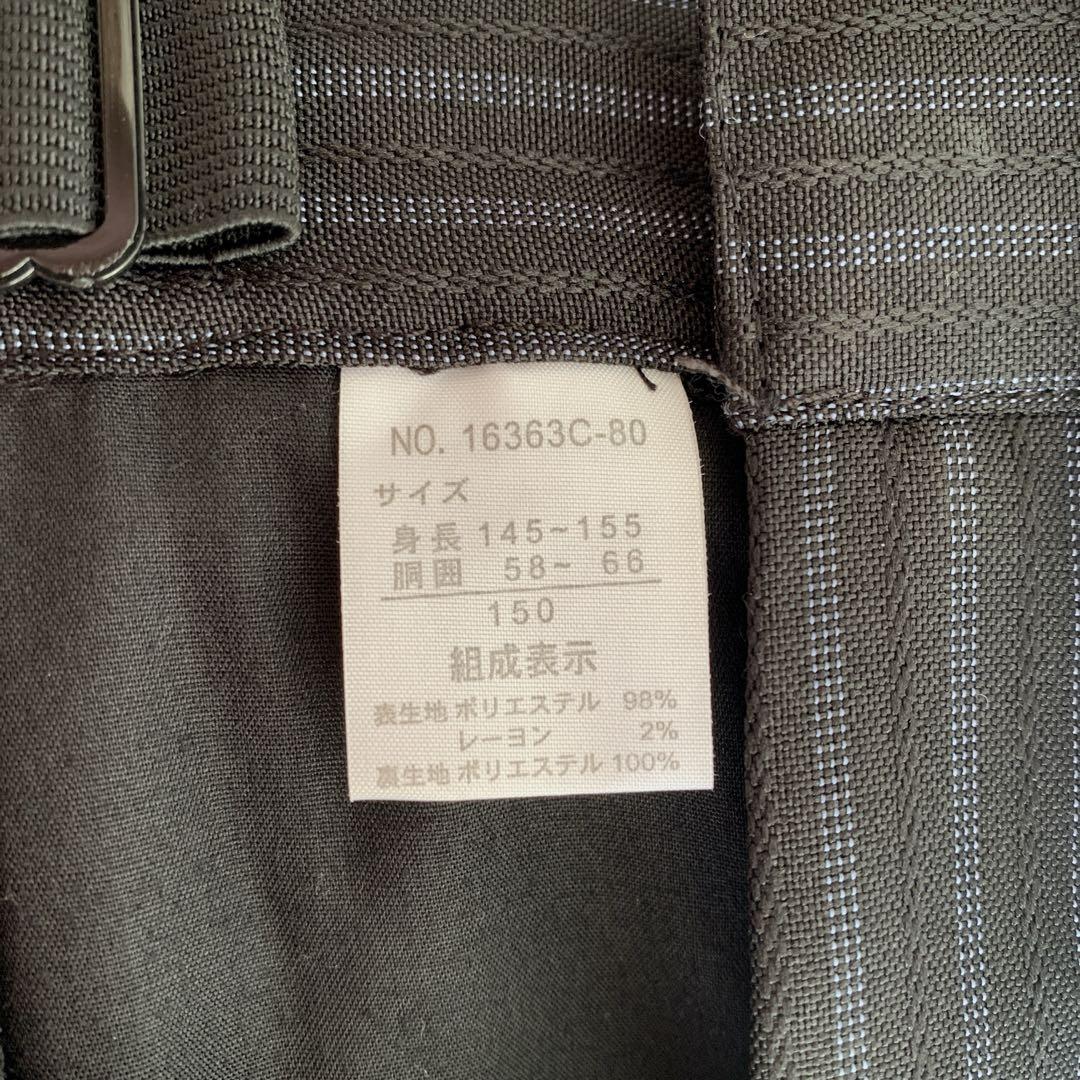 NO. 16363C-80
サイズ
身長 145~155
胴囲 58~ 66
150
組成表示
表生地 ポリエステル 98%
レーヨン 2%
裏生地 ポリエステル 100%